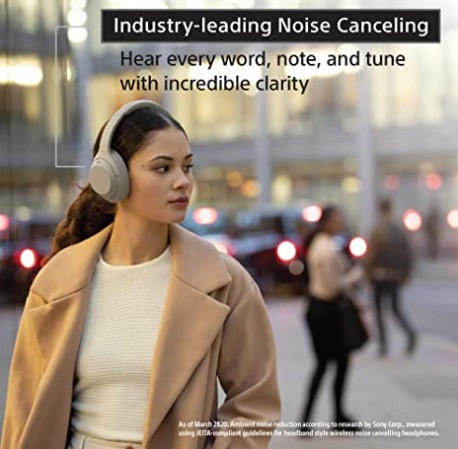 Industry-leading Noise Canceling
Hear every word, note, and tune
with incredible clarity
As of March 2020. Ambient noise reduction according to research by Sony Corp., measured
using JEITA-compliant guidelines for headband style wireless noise cancelling headphones.